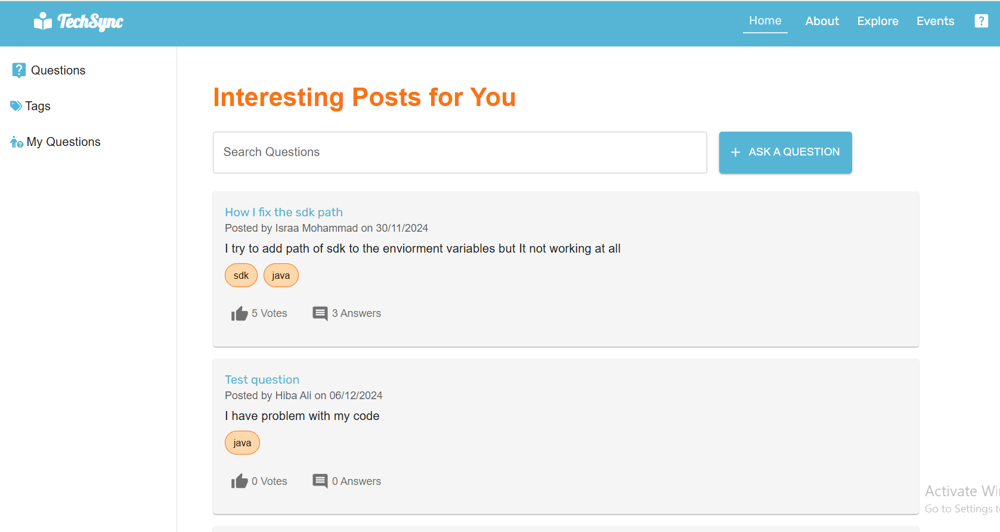 TechSync
Home About Explore Events
Questions
Tags
My Questions
Interesting Posts for You
Search Questions
+ ASK A QUESTION
How I fix the sdk path
Posted by Israa Mohammad on 30/11/2024
I try to add path of sdk to the enviorment variables but It not working at all
sdk java
5 Votes 3 Answers
Test question
Posted by Hiba Ali on 06/12/2024
I have problem with my code
java
0 Votes 0 Answers
Activate
Go to Settings